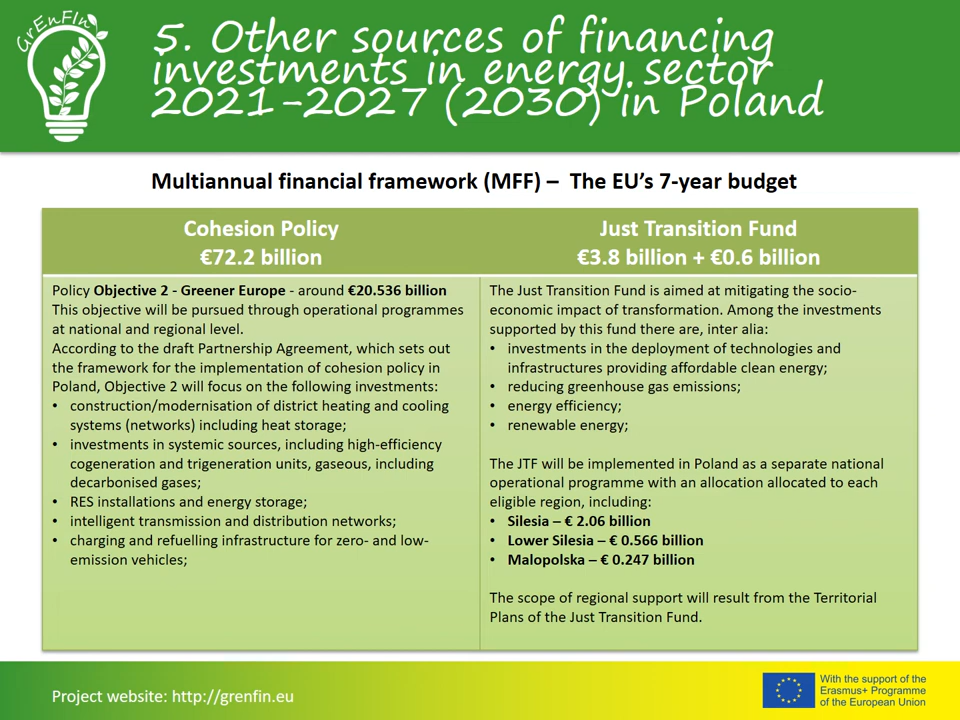 GrEnFIn
5. Other sources of financing
investments in energy sector
2021-2027 (2030) in Poland
Multiannual financial framework (MFF) – The EU's 7-year budget
Cohesion Policy
€72.2 billion
Policy Objective 2 - Greener Europe - around €20.536 billion
This objective will be pursued through operational programmes
at national and regional level.
According to the draft Partnership Agreement, which sets out
the framework for the implementation of cohesion policy in
Poland, Objective 2 will focus on the following investments:
• construction/modernisation of district heating and cooling
systems (networks) including heat storage;
• investments in systemic sources, including high-efficiency
cogeneration and trigeneration units, gaseous, including
decarbonised gases;
• RES installations and energy storage;
• intelligent transmission and distribution networks;
• charging and refuelling infrastructure for zero- and low-
emission vehicles;
Just Transition Fund
€3.8 billion + €0.6 billion
The Just Transition Fund is aimed at mitigating the socio-
economic impact of transformation. Among the investments
supported by this fund there are, inter alia:
• investments in the deployment of technologies and
infrastructures providing affordable clean energy;
• reducing greenhouse gas emissions;
• energy efficiency;
• renewable energy;
The JTF will be implemented in Poland as a separate national
operational programme with an allocation allocated to each
eligible region, including:
• Silesia – € 2.06 billion
• Lower Silesia – € 0.566 billion
• Malopolska – € 0.247 billion
The scope of regional support will result from the Territorial
Plans of the Just Transition Fund.
Project website: http://grenfin.eu
With the support of the
Erasmus+ Programme
of the European Union